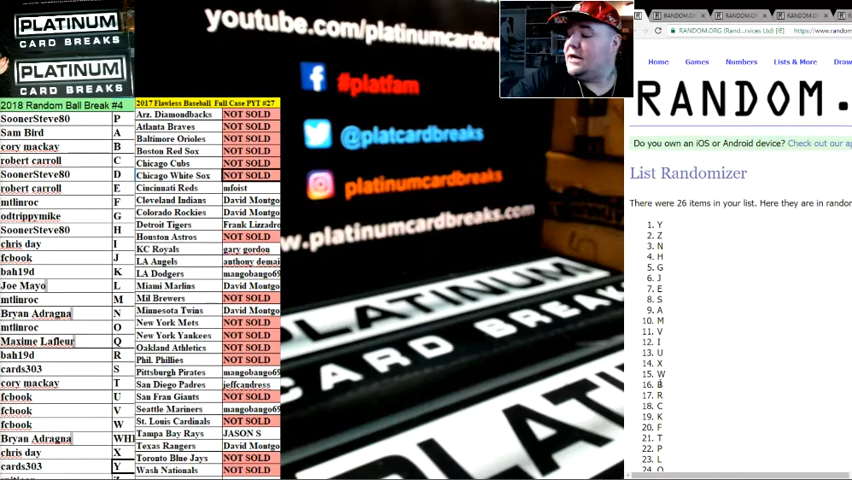 PLATINUM
CARD BREAKS
PLATINUM
CARD BREAKS
2018 Random Ball Break #4
SoonerSteve80 P
Sam Bird A
cory mackay B
robert carroll C
SoonerSteve80 D
robert carroll E
mtlinroc F
odtrippymike G
SoonerSteve80 H
chris day I
fcbook J
bah19d K
Joe Mayo L
mtlinroc M
Bryan Adragna N
mtlinroc O
Maxime Lafleur Q
bah19d R
cards303 S
cory mackay T
fcbook U
fcbook V
fcbook W
Bryan Adragna WHI
chris day X
cards303 Y
2017 Flawless Baseball Full Case PYT #27
Arz. Diamondbacks NOT SOLD
Atlanta Braves NOT SOLD
Baltimore Orioles NOT SOLD
Boston Red Sox NOT SOLD
Chicago Cubs NOT SOLD
Chicago White Sox NOT SOLD
Cincinnati Reds mfoist
Cleveland Indians David Montgo
Colorado Rockies David Montgo
Detroit Tigers Frank Lizzadro
Houston Astros NOT SOLD
KC Royals gary gordon
LA Angels anthony demai
LA Dodgers mangobango69
Miami Marlins David Montgo
Mil Brewers NOT SOLD
Minnesota Twins David Montgo
New York Mets NOT SOLD
New York Yankees NOT SOLD
Oakland Athletics NOT SOLD
Phil. Phillies NOT SOLD
Pittsburgh Pirates mangobango69
San Diego Padres jeffcandress
San Fran Giants NOT SOLD
Seattle Mariners mangobango69
St. Louis Cardinals NOT SOLD
Tampa Bay Rays JASON S
Texas Rangers David Montgo
Toronto Blue Jays NOT SOLD
Wash Nationals NOT SOLD
youtube.com/platinumcardbreaks
#platfam
@platcardbreaks
platinumcardbreaks
w.platinumcardbreaks.com
PLATINUM
CARD BREAKS
RANDOM.ORG (Rand...rvices Ltd) [IE]
https://www.random
Home Games Numbers Lists & More Draw
RANDOM.
Do you own an iOS or Android device? Check out our ap
List Randomizer
There were 26 items in your list. Here they are in random
1. Y
2. Z
3. N
4. H
5. G
6. J
7. E
8. S
9. A
10. M
11. V
12. I
13. U
14. X
15. W
16. B
17. R
18. C
19. K
20. F
21. T
22. P
23. L
24. O